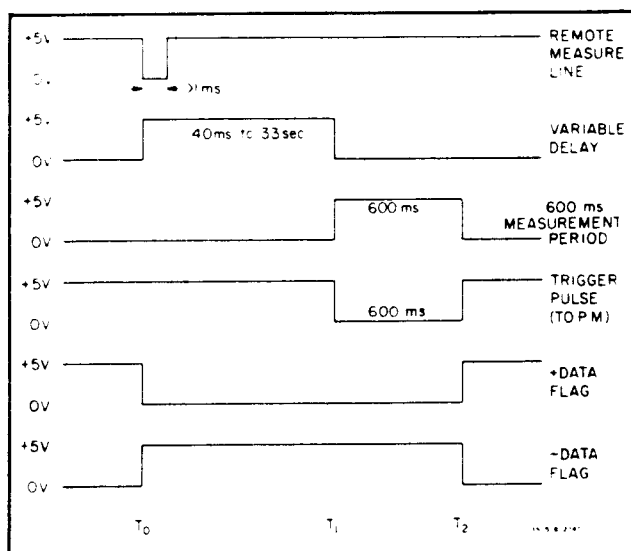 +5V
REMOTE
MEASURE
LINE
>1ms
+5v
VARIABLE
DELAY
40ms to 33sec
0V
+5V
600 ms
600 ms
MEASUREMENT
PERIOD
0V
+5V
TRIGGER
PULSE
(TO P M)
600 ms
0V
+5V
+DATA
FLAG
0V
+5V
-DATA
FLAG
0V
T0
T1
T2